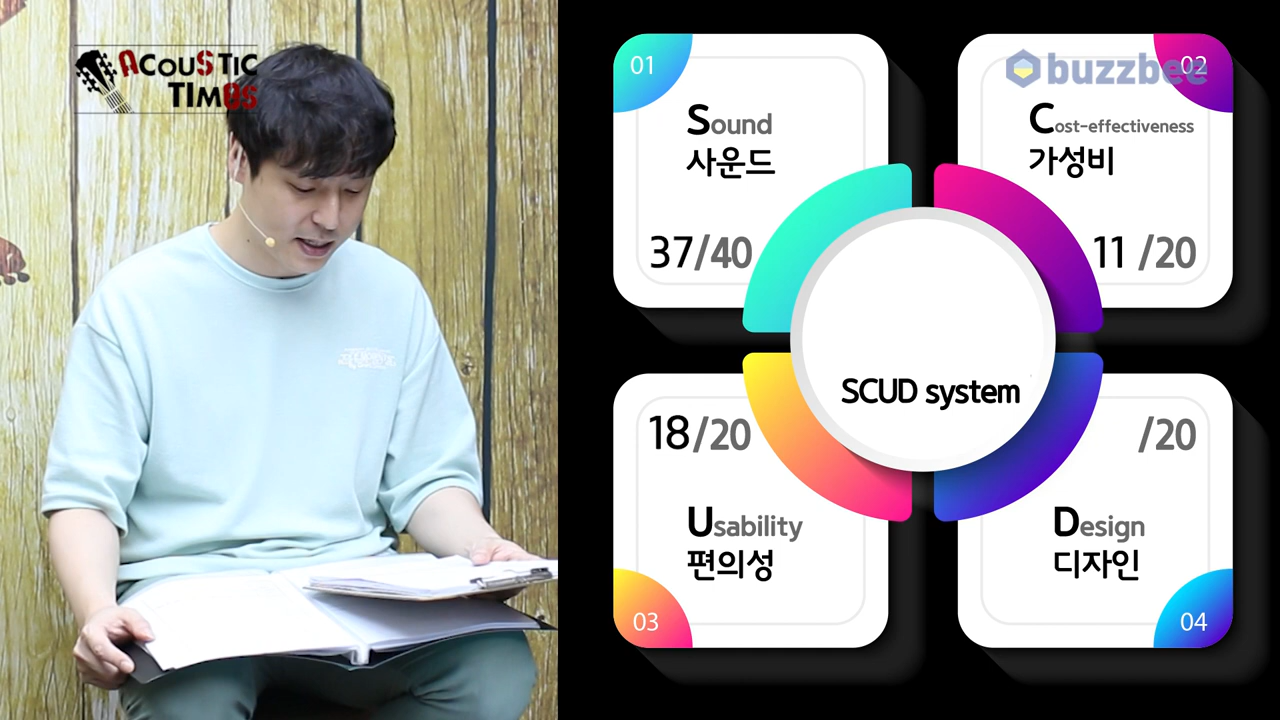 ACOUSTIC
TIMES
01
Sound
사운드
37/40
buzzbee
02
Cost-effectiveness
가성비
11 /20
SCUD system
18/20
Usability
편의성
03
/20
Design
디자인
04